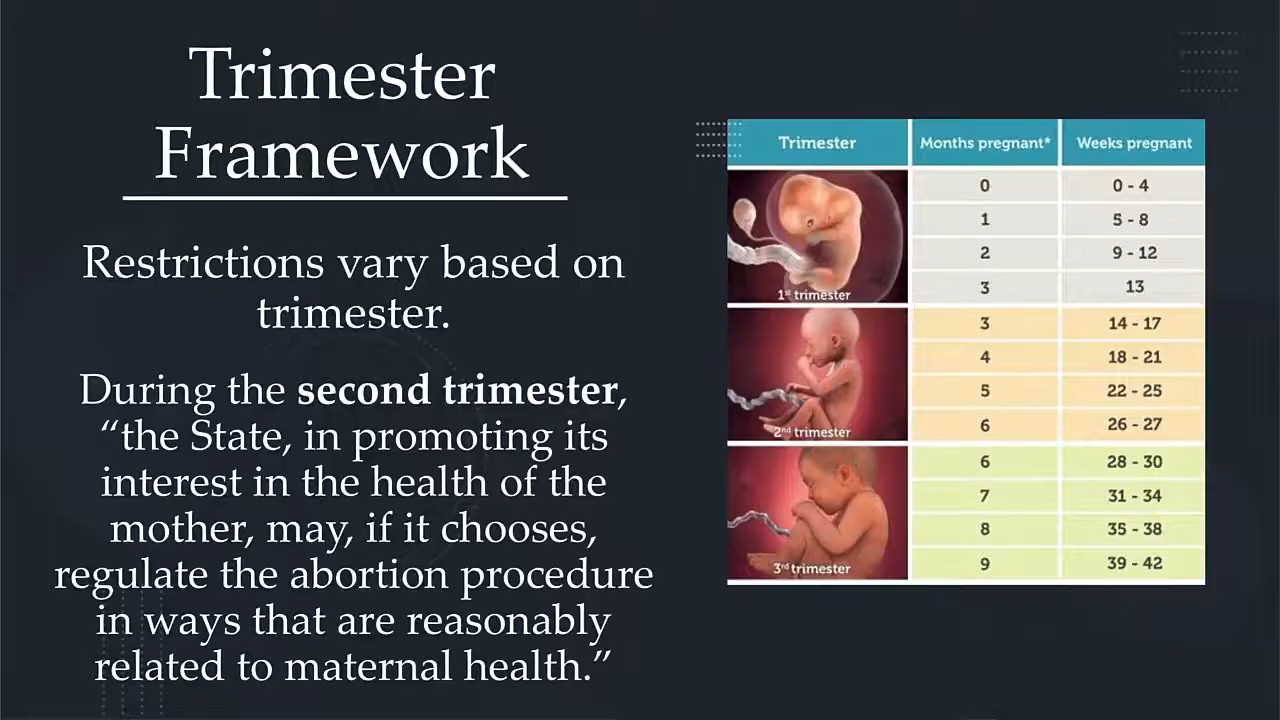 Trimester
Framework
Restrictions vary based on
trimester.
During the second trimester,
“the State, in promoting its
interest in the health of the
mother, may, if it chooses,
regulate the abortion procedure
in ways that are reasonably
related to maternal health.”
Trimester Months pregnant* Weeks pregnant
0 0 - 4
1 5 - 8
2 9 - 12
3 13
1st trimester
3 14 - 17
4 18 - 21
5 22 - 25
6 26 - 27
2nd trimester
6 28 - 30
7 31 - 34
8 35 - 38
9 39 - 42
3rd trimester